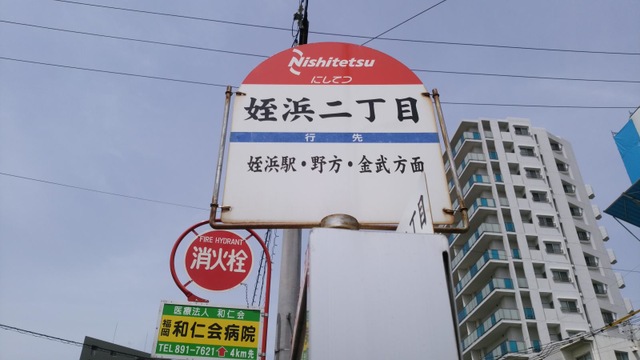 Nishitetsu
にしてつ
姪浜二丁目
行先
姪浜駅・野方・金武方面
丁目
FIRE HYDRANT
消火栓
医療法人 和仁会
福岡 和仁会病院
TEL 891-7621 4km先